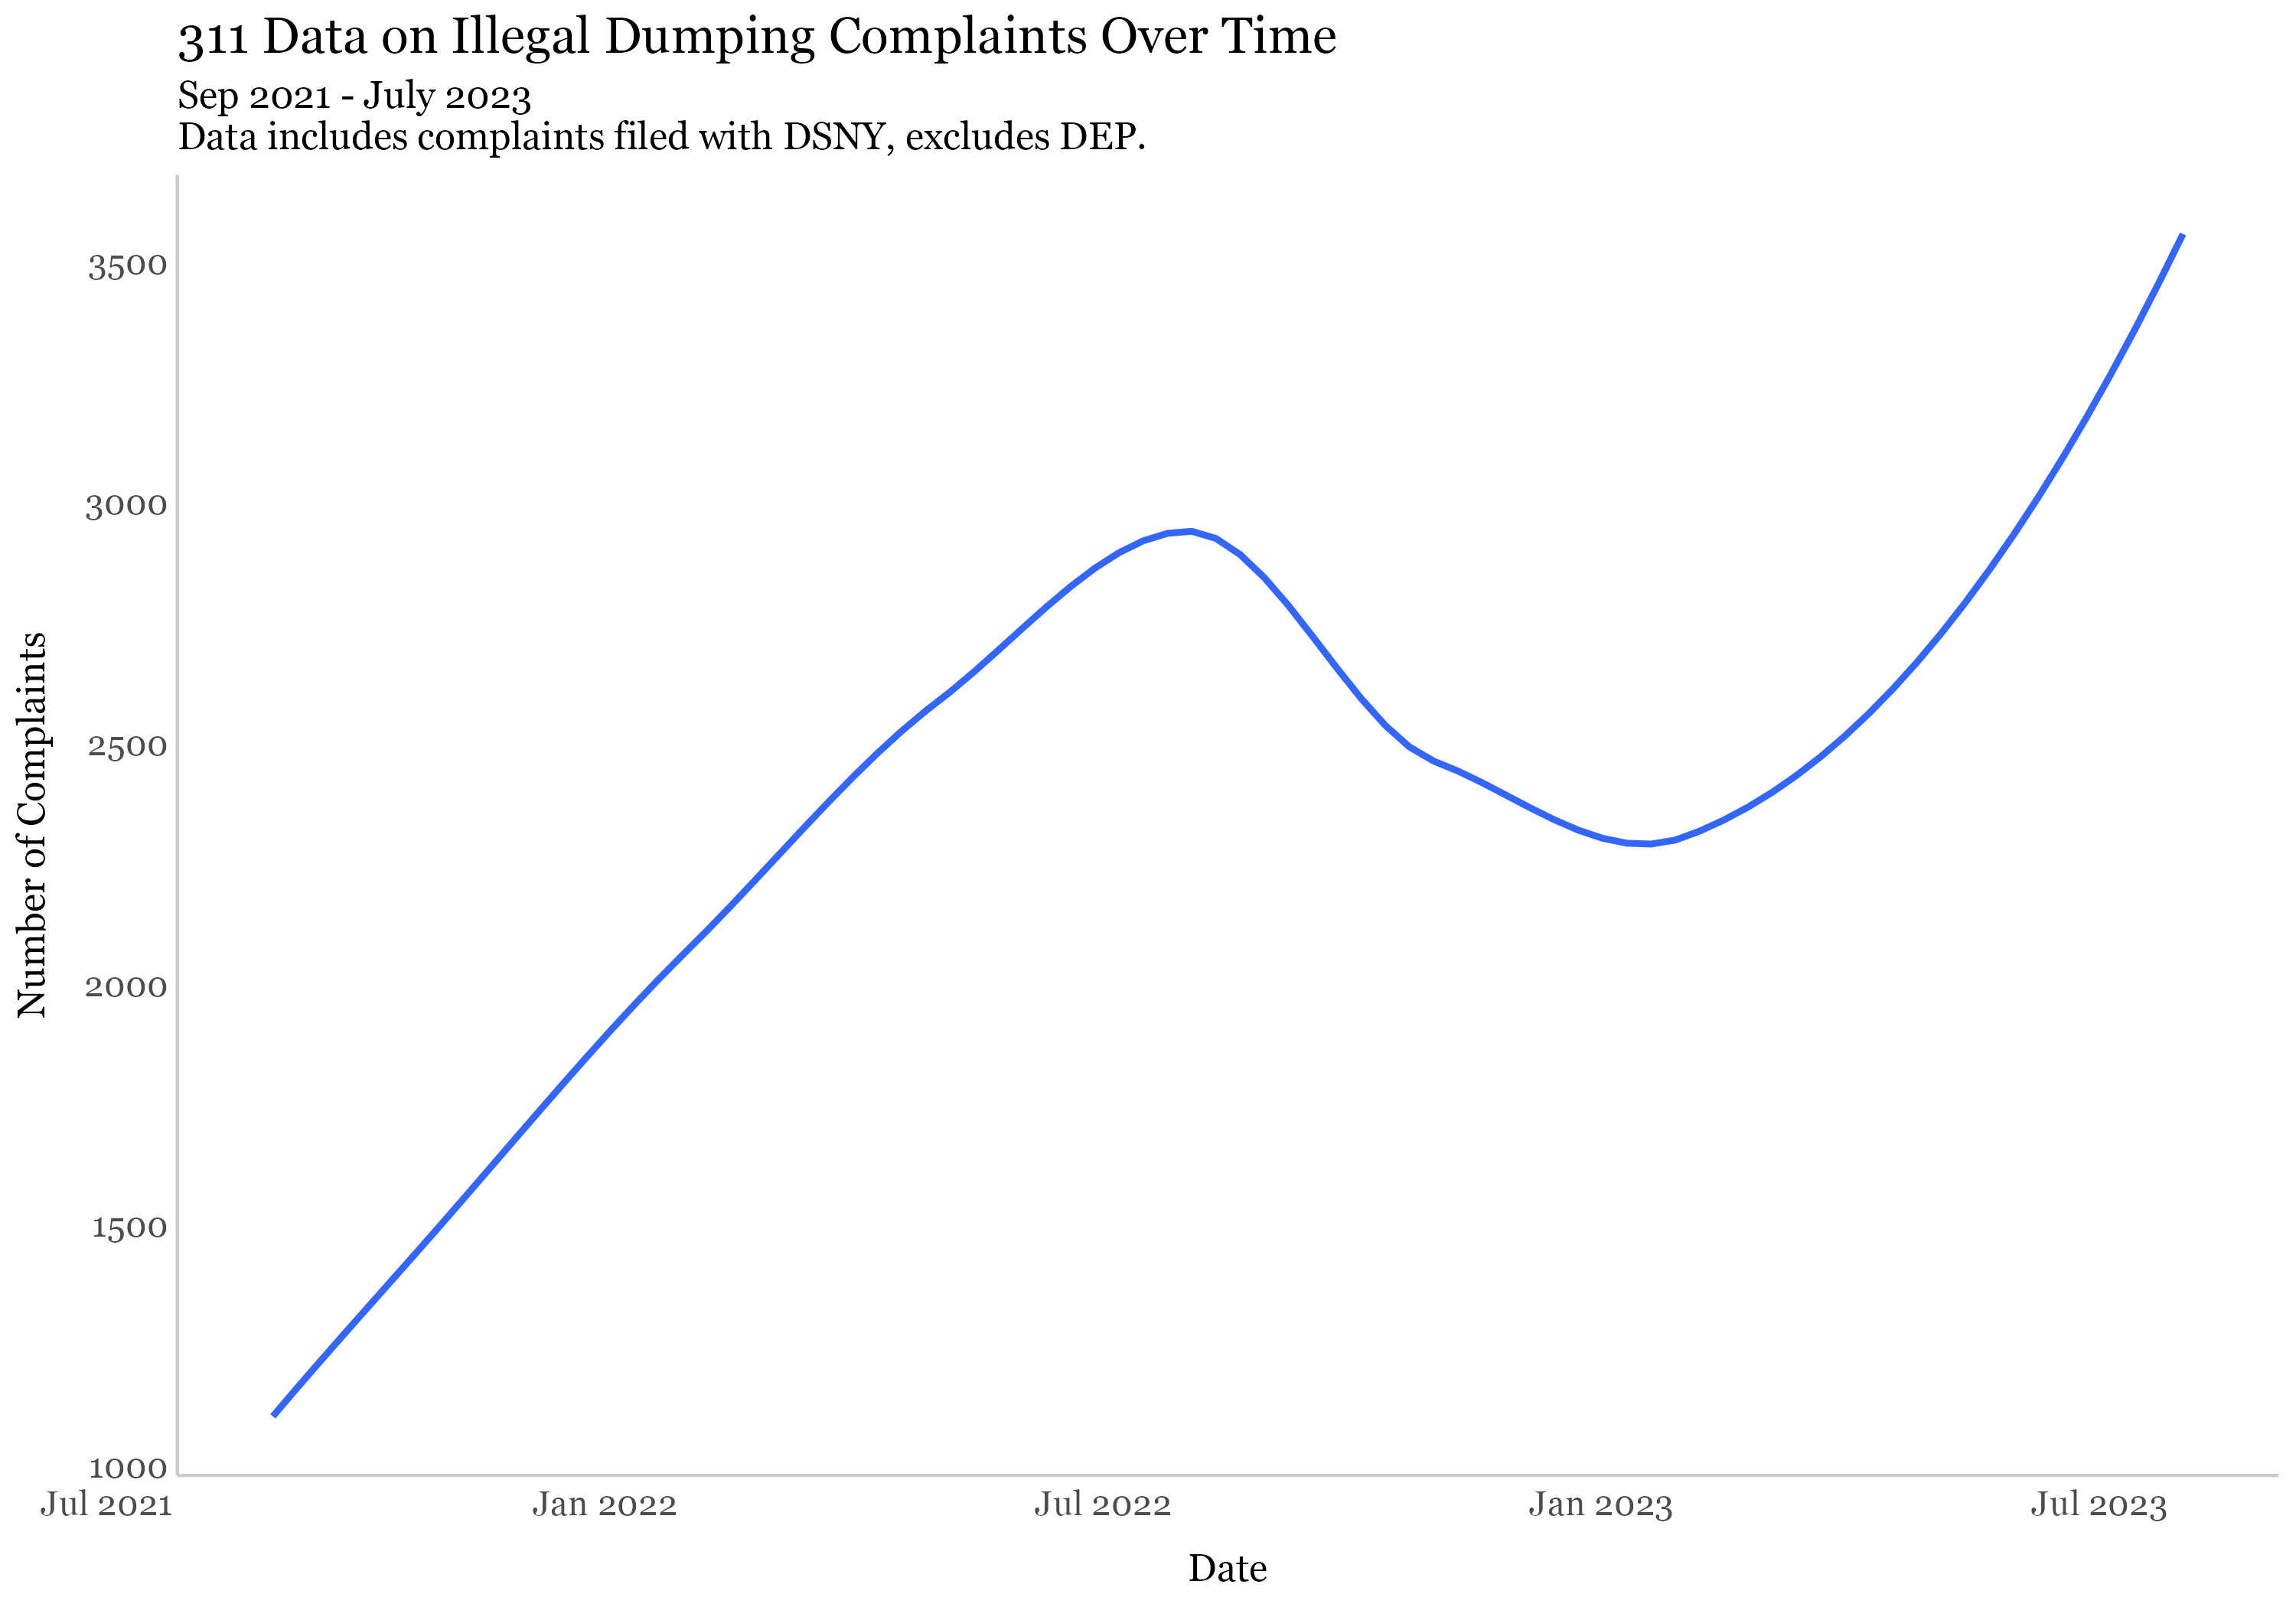 311 Data on Illegal Dumping Complaints Over Time
Sep 2021 - July 2023
Data includes complaints filed with DSNY, excludes DEP.
3500
3000
2500
2000
1500
1000
Number of Complaints
Jul 2021
Jan 2022
Jul 2022
Jan 2023
Jul 2023
Date